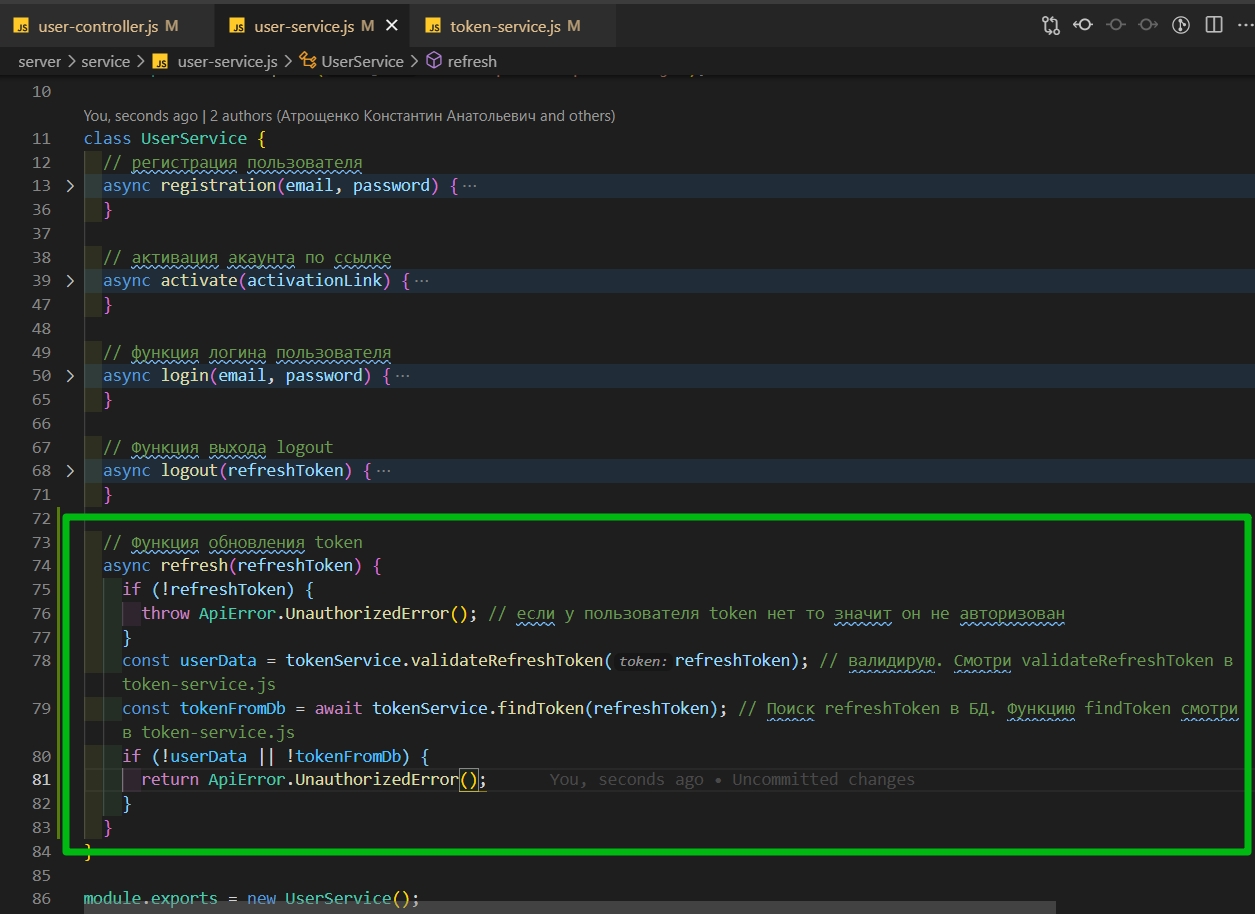 JS user-controller.js M
JS user-service.js M
JS token-service.js M
server > service > JS user-service.js > UserService > refresh
10
You, seconds ago | 2 authors (Атрощенко Константин Анатольевич and others)
11 class UserService {
12 // регистрация пользователя
13 async registration(email, password) { ...
36 }
37
38 // активация акаунта по ссылке
39 async activate(activationLink) { ...
47 }
48
49 // функция логина пользователя
50 async login(email, password) { ...
65 }
66
67 // Функция выхода logout
68 async logout(refreshToken) { ...
71 }
72
73 // Функция обновления token
74 async refresh(refreshToken) {
75 if (!refreshToken) {
76 throw ApiError.UnauthorizedError(); // если у пользователя token нет то значит он не авторизован
77 }
78 const userData = tokenService.validateRefreshToken( token: refreshToken); // валидирую. Смотри validateRefreshToken в
token-service.js
79 const tokenFromDb = await tokenService.findToken(refreshToken); // Поиск refreshToken в БД. Функцию findToken смотри
в token-service.js
80 if (!userData || !tokenFromDb) {
81 return ApiError.UnauthorizedError(); You, seconds ago • Uncommitted changes
82 }
83 }
84 }
85
86 module.exports = new UserService();